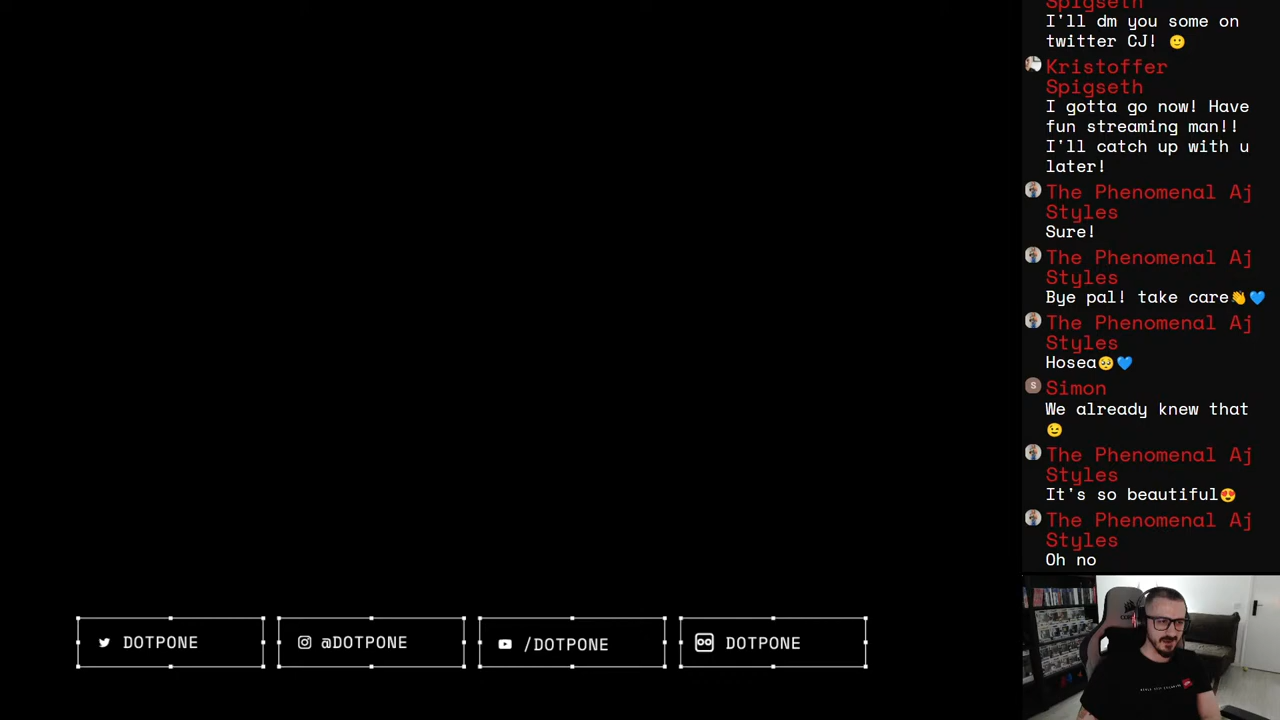 Spigseth
I'll dm you some on
twitter CJ! 🙂
Kristoffer
Spigseth
I gotta go now! Have
fun streaming man!!
I'll catch up with u
later!
The Phenomenal Aj
Styles
Sure!
The Phenomenal Aj
Styles
Bye pal! take care👋💙
The Phenomenal Aj
Styles
Hosea🥺💙
S Simon
We already knew that
😉
The Phenomenal Aj
Styles
It's so beautiful😍
The Phenomenal Aj
Styles
Oh no
DOTPONE
@DOTPONE
/DOTPONE
DOTPONE